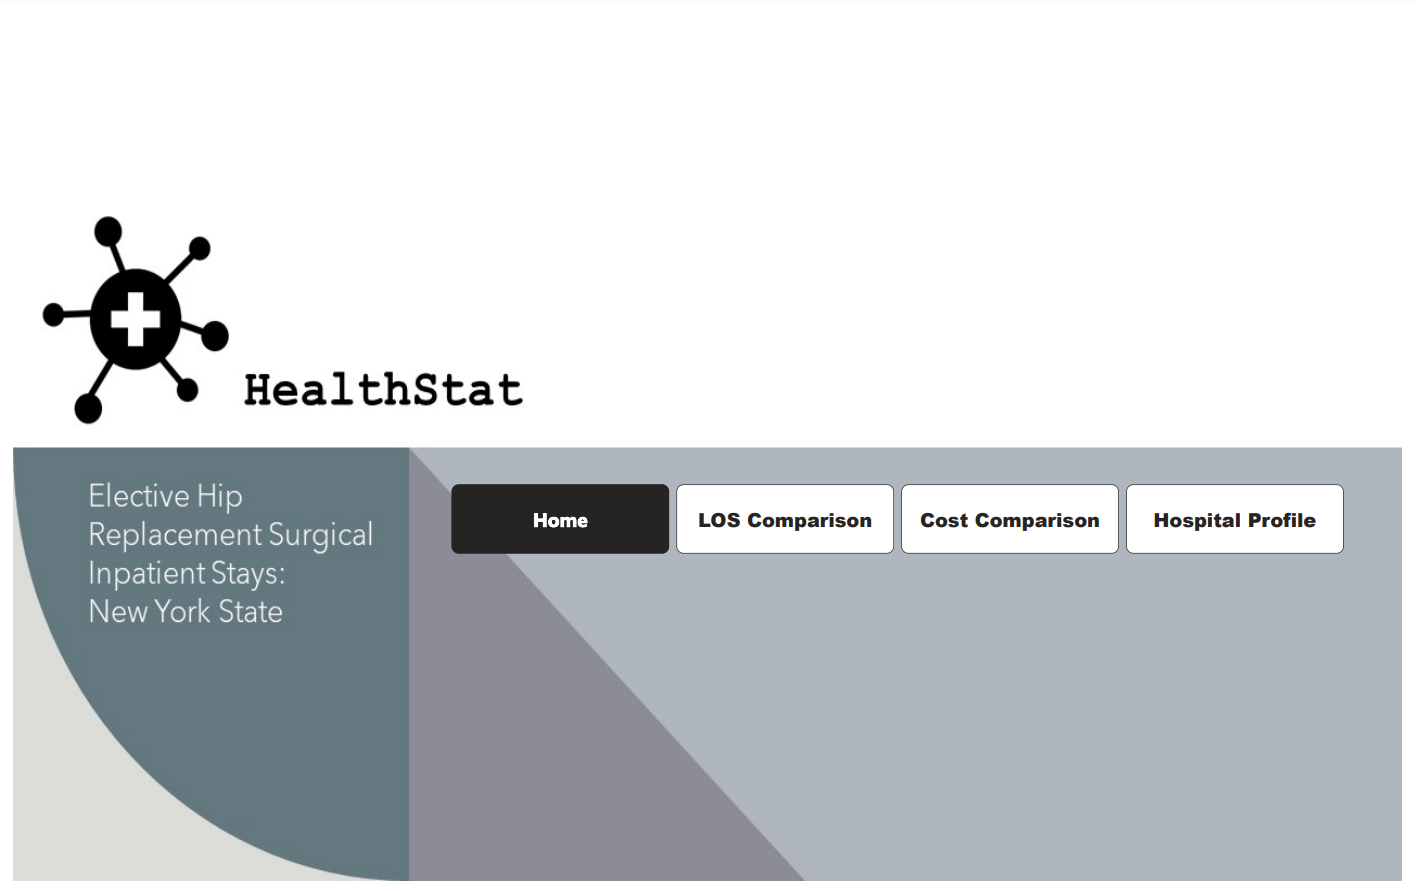 HealthStat
Elective Hip
Replacement Surgical
Inpatient Stays:
New York State
Home
LOS Comparison
Cost Comparison
Hospital Profile